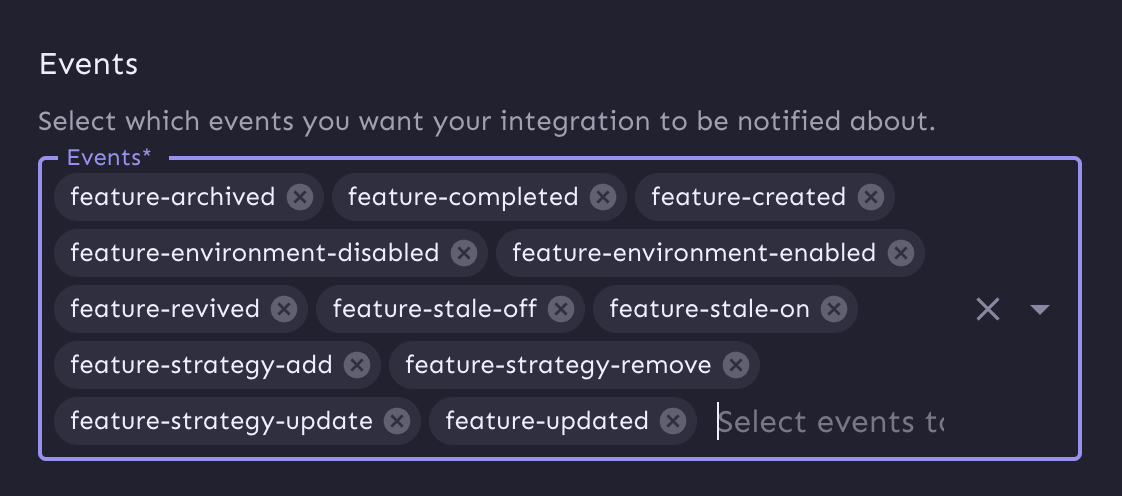 Events
Select which events you want your integration to be notified about.
Events*
feature-archived feature-completed feature-created
feature-environment-disabled feature-environment-enabled
feature-revived feature-stale-off feature-stale-on
feature-strategy-add feature-strategy-remove
feature-strategy-update feature-updated Select events